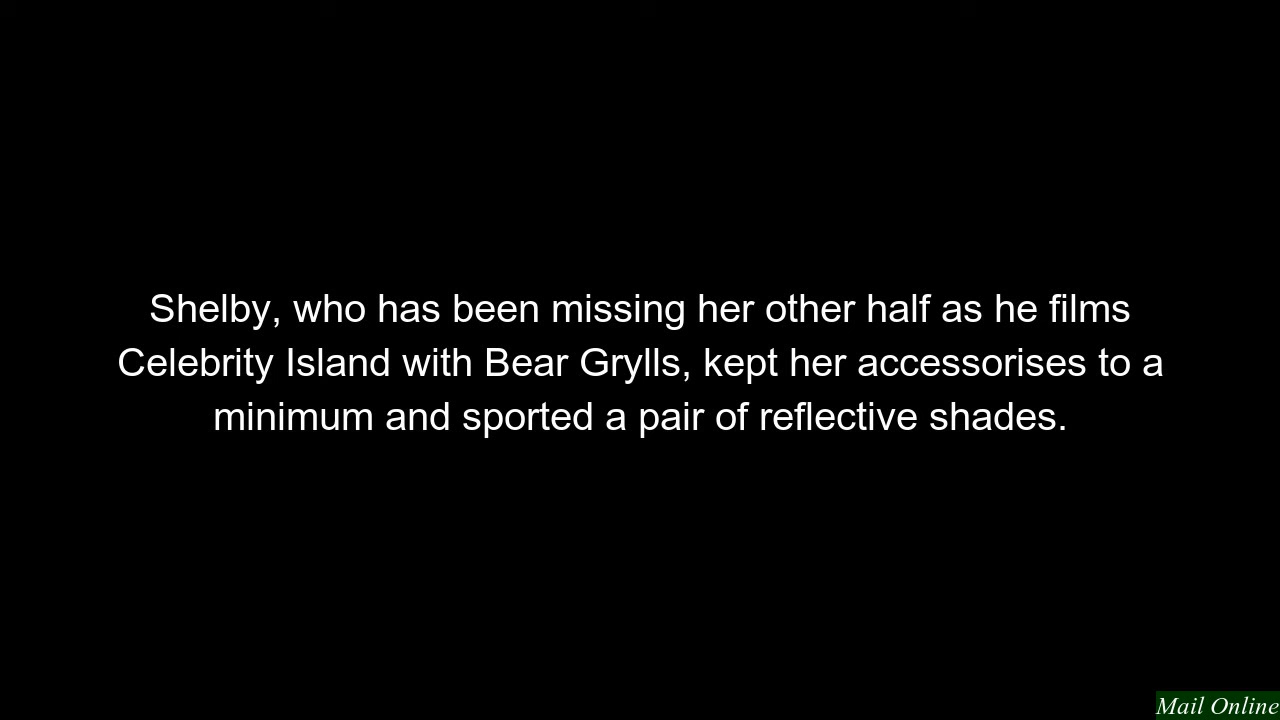 Shelby, who has been missing her other half as he films
Celebrity Island with Bear Grylls, kept her accessorises to a
minimum and sported a pair of reflective shades.
Mail Online